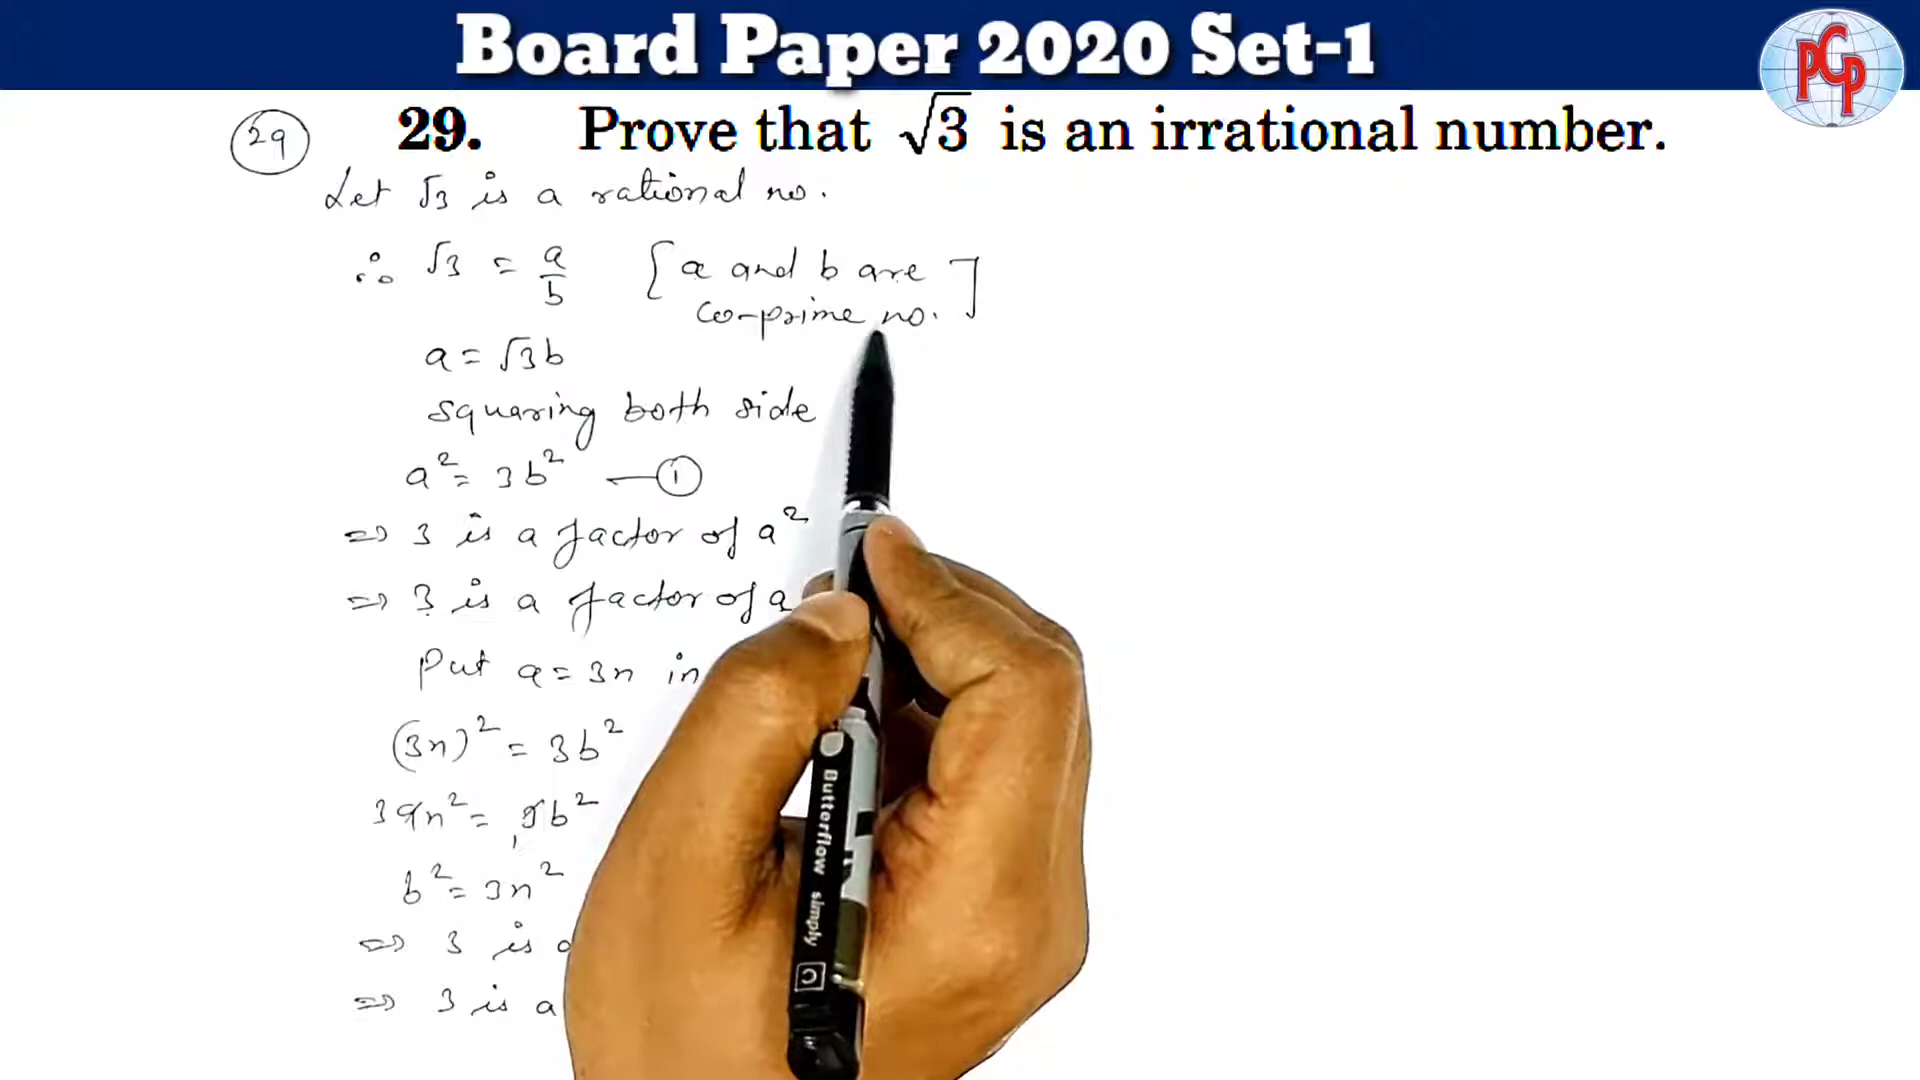 Board Paper 2020 Set-1
PCP
29 29. Prove that √3 is an irrational number.
Let √3 is a rational no.
∴ √3 = a/b [a and b are
co-prime no.]
a = √3b
squaring both side
a² = 3b² —①
⇒ 3 is a factor of a²
⇒ 3 is a factor of a
Put a = 3n in
(3n)² = 3b²
3 9n² = 3b²
1
b² = 3n²
⇒ 3 is a
⇒ 3 is a
Butterflow simply